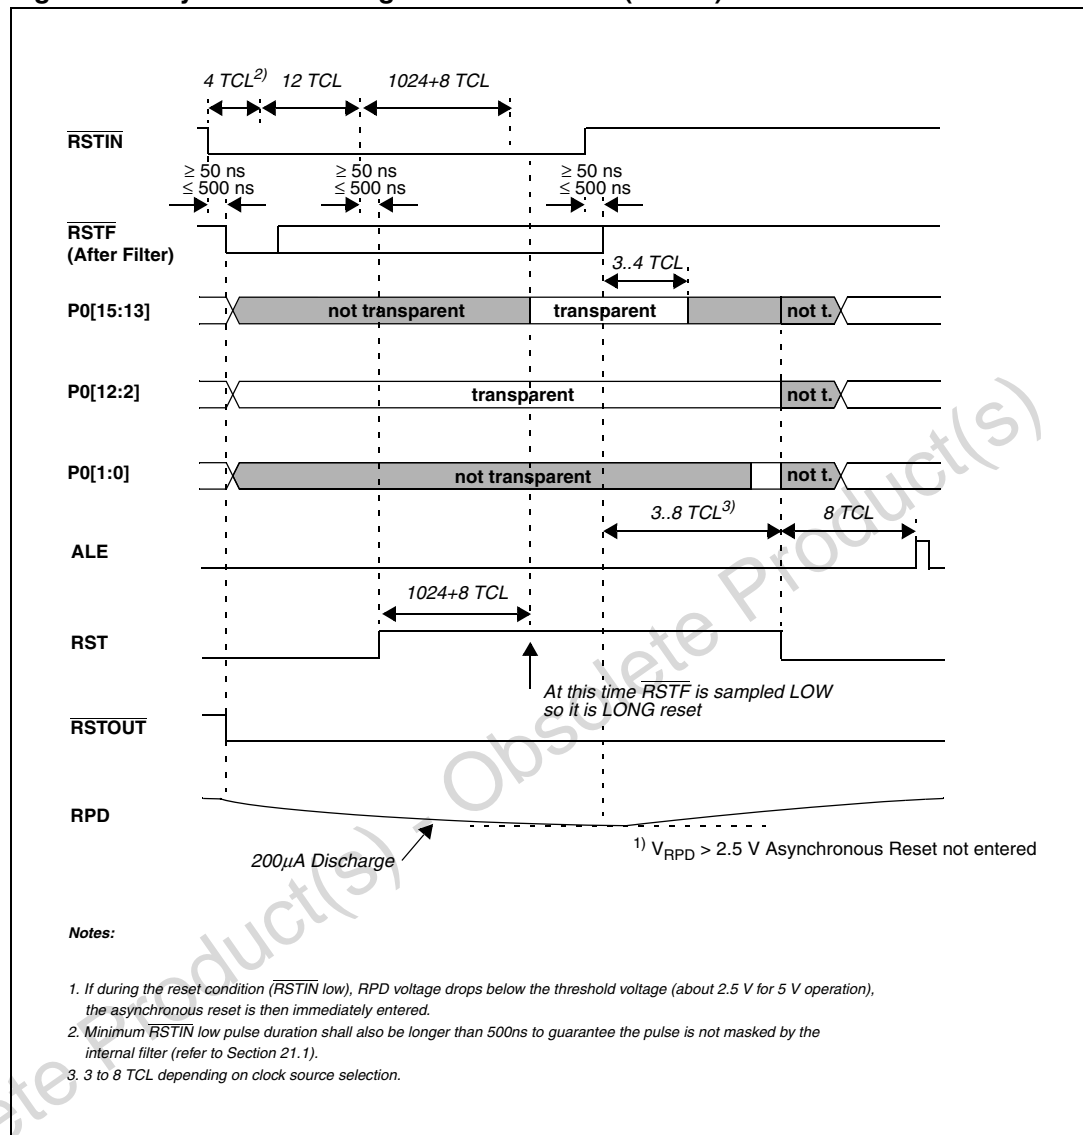 4 TCL2) 12 TCL 1024+8 TCL
RSTIN
≥ 50 ns ≥ 50 ns ≥ 50 ns
≤ 500 ns ≤ 500 ns ≤ 500 ns
RSTF
(After Filter)
3..4 TCL
P0[15:13] not transparent transparent not t.
P0[12:2] transparent not t.
P0[1:0] not transparent not t.
3..8 TCL3) 8 TCL
ALE
1024+8 TCL
RST
At this time RSTF is sampled LOW
so it is LONG reset
RSTOUT
RPD
200μA Discharge
1) VRPD > 2.5 V Asynchronous Reset not entered
Notes:
1. If during the reset condition (RSTIN low), RPD voltage drops below the threshold voltage (about 2.5 V for 5 V operation),
the asynchronous reset is then immediately entered.
2. Minimum RSTIN low pulse duration shall also be longer than 500ns to guarantee the pulse is not masked by the
internal filter (refer to Section 21.1).
3. 3 to 8 TCL depending on clock source selection.
ete Product(s) - Obsolete Product(s)